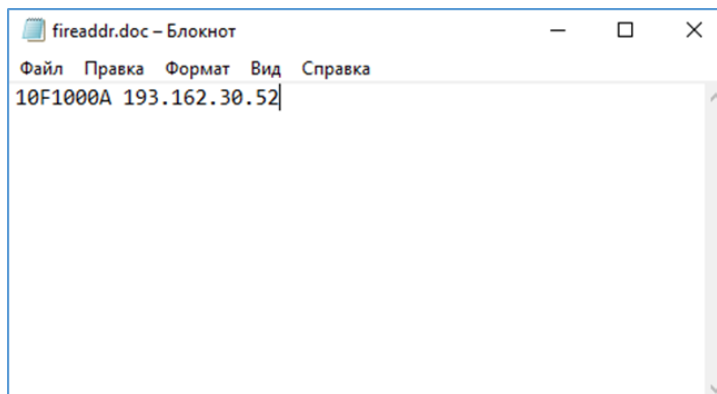 fireaddr.doc – Блокнот
Файл Правка Формат Вид Справка
10F1000A 193.162.30.52